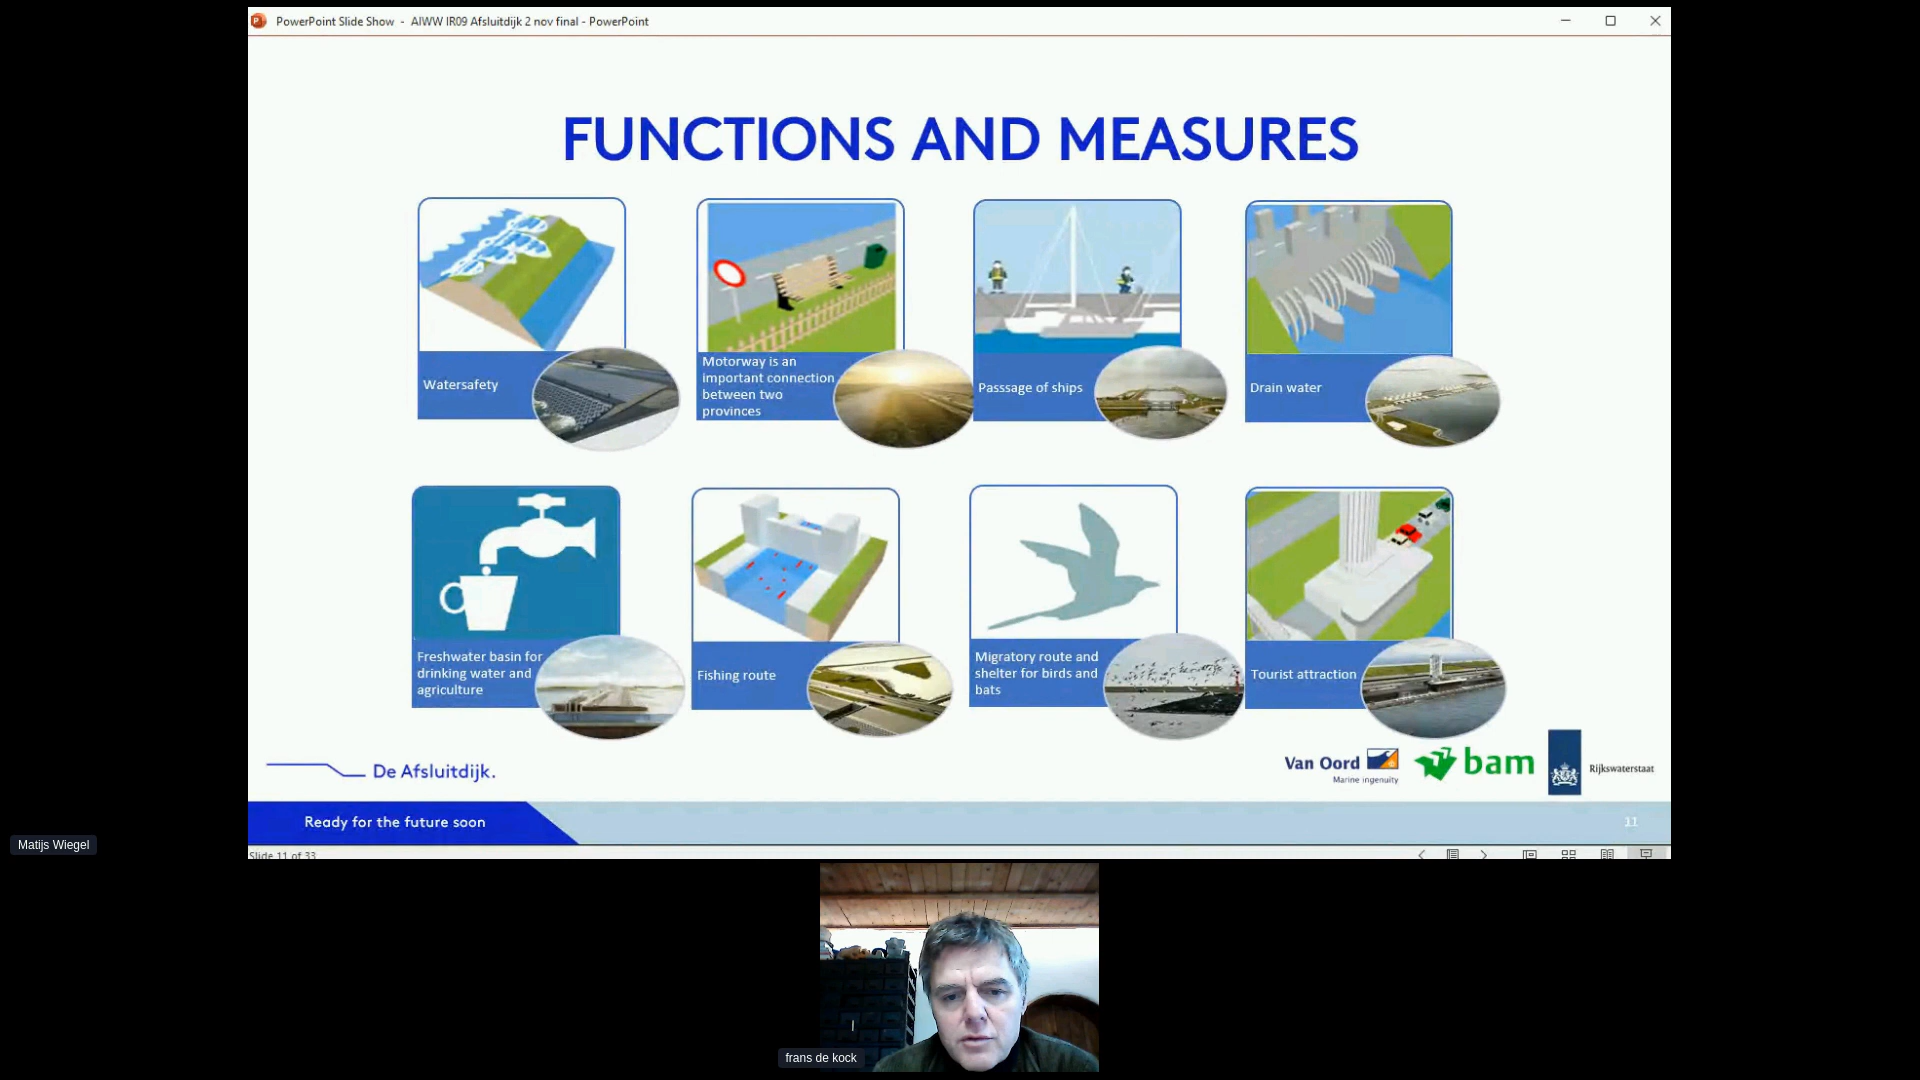 PowerPoint Slide Show - AIWW IR09 Afsluitdijk 2 nov final - PowerPoint
FUNCTIONS AND MEASURES
Watersafety
Motorway is an
important connection
between two
provinces
Passsage of ships
Drain water
Freshwater basin for
drinking water and
agriculture
Fishing route
Migratory route and
shelter for birds and
bats
Tourist attraction
De Afsluitdijk.
Van Oord
Marine ingenuity
bam
Rijkswaterstaat
Ready for the future soon
11
Slide 11 of 33
Matijs Wiegel
frans de kock